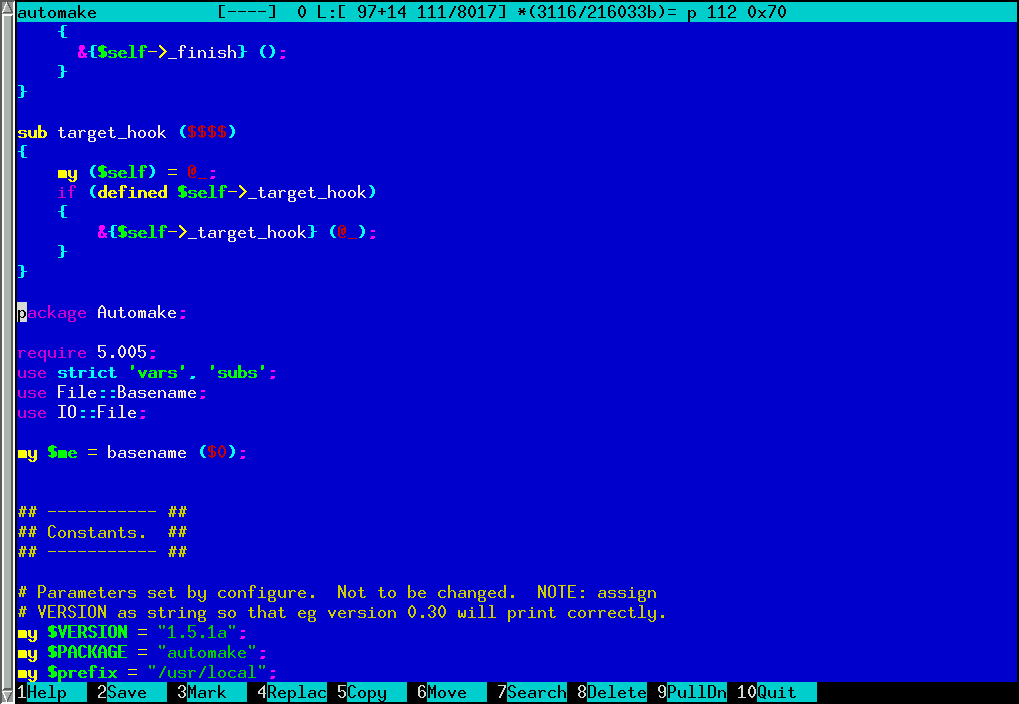 automake            [----]  0 L:[ 97+14 111/8017] *(3116/216033b)= p 112 0x70
    {
      &{$self->_finish} ();
    }
}
sub target_hook ($$$$)
{
    my ($self) = @_;
    if (defined $self->_target_hook)
    {
        &{$self->_target_hook} (@_);
    }
}
package Automake;
require 5.005;
use strict 'vars', 'subs';
use File::Basename;
use IO::File;
my $me = basename ($0);
## ----------- ##
## Constants.  ##
## ----------- ##
# Parameters set by configure.  Not to be changed.  NOTE: assign
# VERSION as string so that eg version 0.30 will print correctly.
my $VERSION = "1.5.1a";
my $PACKAGE = "automake";
my $prefix = "/usr/local";
1Help   2Save   3Mark   4Replac 5Copy   6Move   7Search 8Delete 9PullDn 10Quit